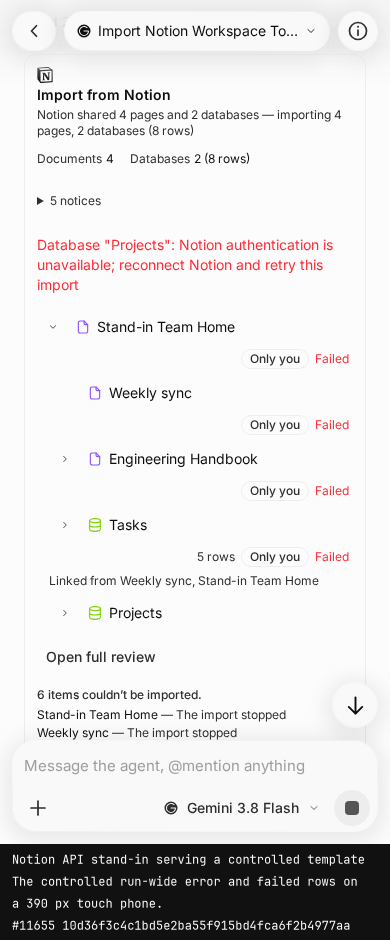 Import Notion Workspace To...
Import from Notion
Notion shared 4 pages and 2 databases — importing 4
pages, 2 databases (8 rows)
Documents 4 Databases 2 (8 rows)
5 notices
Database "Projects": Notion authentication is
unavailable; reconnect Notion and retry this
import
Stand-in Team Home
Only you Failed
Weekly sync
Only you Failed
Engineering Handbook
Only you Failed
Tasks
5 rows Only you Failed
Linked from Weekly sync, Stand-in Team Home
Projects
Open full review
6 items couldn't be imported.
Stand-in Team Home — The import stopped
Weekly sync — The import stopped
Message the agent, @mention anything
Gemini 3.8 Flash
Notion API stand-in serving a controlled template
The controlled run-wide error and failed rows on
a 390 px touch phone.
#11655 10d36f3c4c1bd5e2ba55f915bd4fca6f2b4977aa